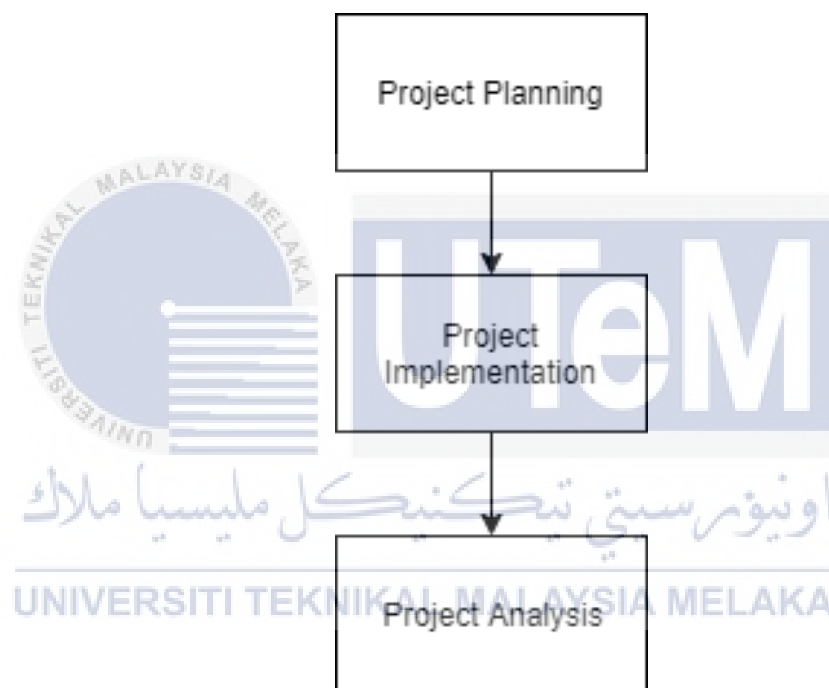 Project Planning
UNIVERSITI TEKNIKAL MALAYSIA MELAKA
UTeM
Project
Implementation
اونيۏرسيتي تيكنيكل مليسيا ملاك
UNIVERSITI TEKNIKAL MALAYSIA MELAKA
Project Analysis